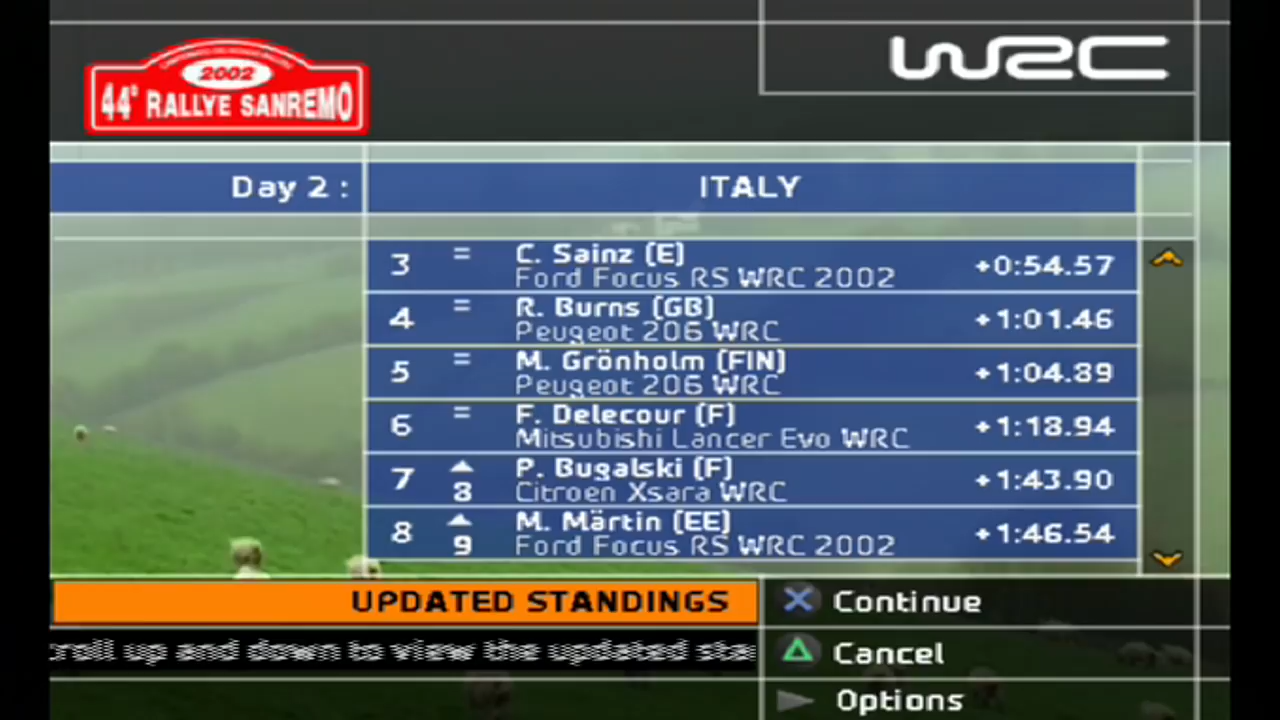 2002
44° RALLYE SANREMO
WRC
Day 2 :
ITALY
3 = C. Sainz (E)
Ford Focus RS WRC 2002
+0:54.57
4 = R. Burns (GB)
Peugeot 206 WRC
+1:01.46
5 = M. Grönholm (FIN)
Peugeot 206 WRC
+1:04.89
6 = F. Delecour (F)
Mitsubishi Lancer Evo WRC
+1:18.94
7 8 P. Bugalski (F)
Citroen Xsara WRC
+1:43.90
8 9 M. Märtin (EE)
Ford Focus RS WRC 2002
+1:46.54
UPDATED STANDINGS
roll up and down to view the updated sta
Continue
Cancel
Options